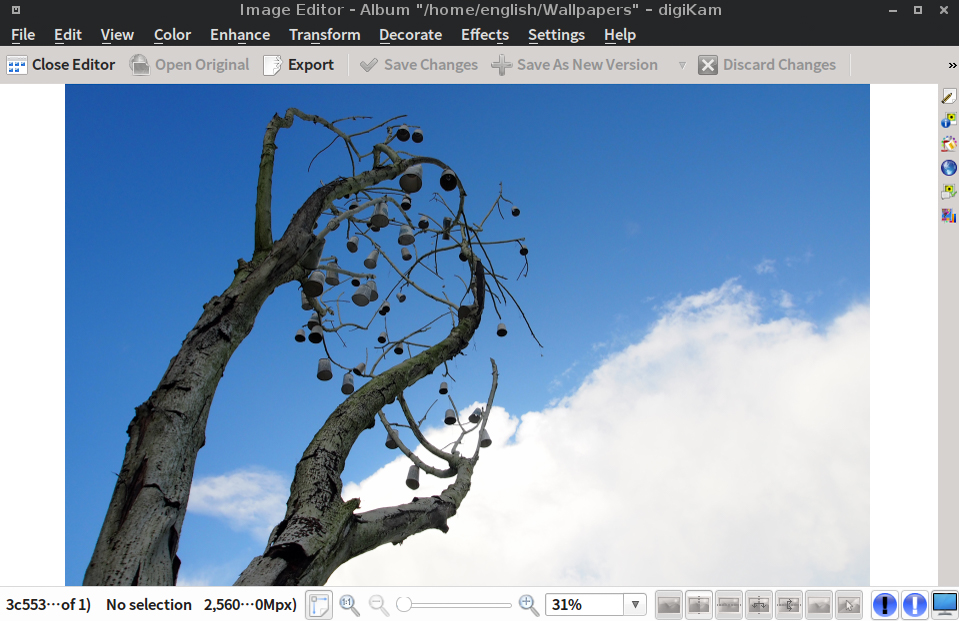 Image Editor - Album "/home/english/Wallpapers" – digiKam
File Edit View Color Enhance Transform Decorate Effects Settings Help
Close Editor Open Original Export Save Changes Save As New Version Discard Changes »
3c553···of 1) No selection 2,560···0Mpx) 1:1 31%